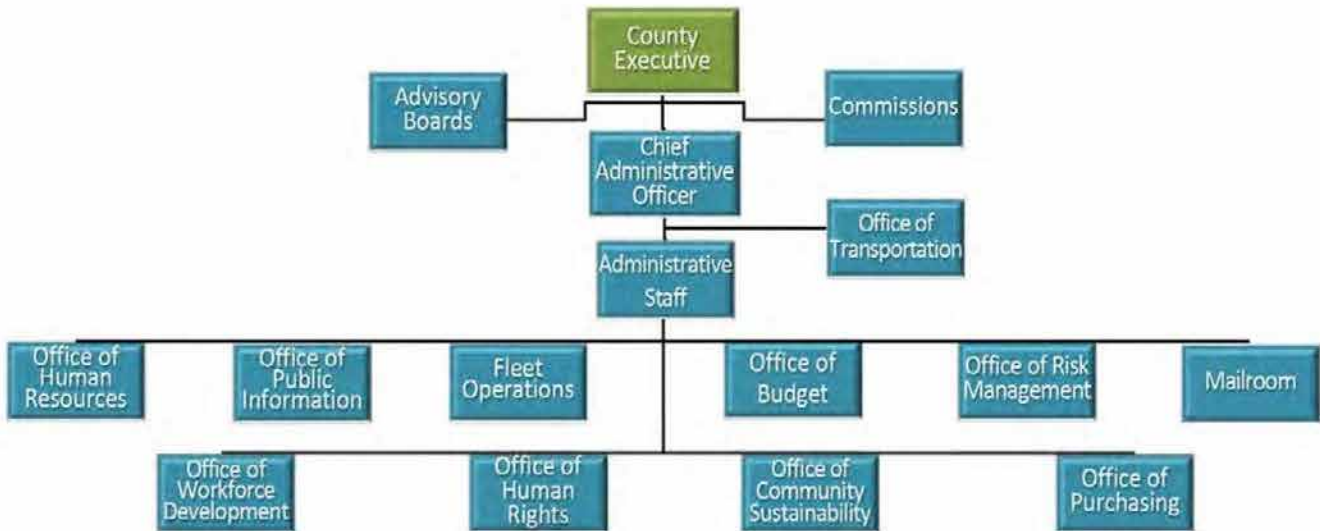 County
Executive
Advisory
Boards
Commissions
Chief
Administrative
Officer
Office of
Transportation
Administrative
Staff
Office of
Human
Resources
Office of
Public
Information
Fleet
Operations
Office of
Budget
Office of Risk
Management
Mailroom
Office of
Workforce
Development
Office of
Human
Rights
Office of
Community
Sustainability
Office of
Purchasing